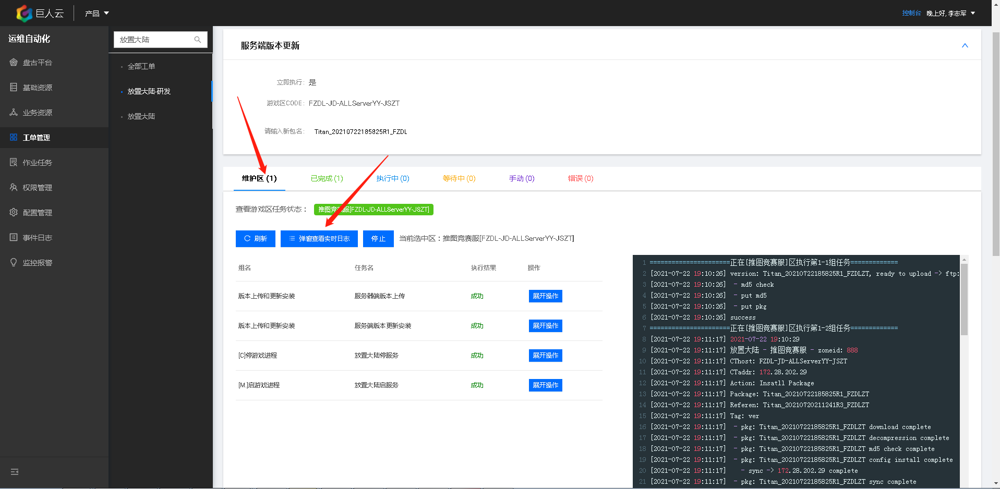 巨人云
产品
控制台
晚上好, 李志军
运维自动化
盘古平台
基础资源
业务资源
工单管理
作业任务
权限管理
配置管理
事件日志
监控报警
放置大陆
全部工单
放置大陆-研发
放置大陆
服务端版本更新
立即执行: 是
游戏区CODE: FZDL-JD-ALLServerYY-JSZT
请输入新包名: Titan_20210722185825R1_FZDL
维护区 (1)
已完成 (1)
执行中 (0)
等待中 (0)
手动 (0)
错误 (0)
查看游戏区任务状态：
推图竞赛服[FZDL-JD-ALLServerYY-JSZT]
刷新
弹窗查看实时日志
停 止
当前选中区：推图竞赛服[FZDL-JD-ALLServerYY-JSZT]
组名 任务名 执行结果 操作
版本上传和更新安装 服务器端版本上传 成功 展开操作
版本上传和更新安装 服务端版本更新安装 成功 展开操作
[C]停游戏进程 放置大陆停服务 成功 展开操作
[M.]启游戏进程 放置大陆启服务 成功 展开操作
1 ======================正在[推图竞赛服]区执行第1-1组任务=============
2 [2021-07-22 19:10:26] version: Titan_20210722185825R1_FZDLZT, ready to upload -> ftp:
3 [2021-07-22 19:10:26]  - md5 check
4 [2021-07-22 19:10:26]  - put md5
5 [2021-07-22 19:10:26]  - put pkg
6 [2021-07-22 19:10:26] success
7 ======================正在[推图竞赛服]区执行第1-2组任务=============
8 [2021-07-22 19:11:17] 2021-07-22 19:10:29
9 [2021-07-22 19:11:17] 放置大陆 - 推图竞赛服 - zoneid: 888
10 [2021-07-22 19:11:17] CThost: FZDL-JD-ALLServerYY-JSZT
11 [2021-07-22 19:11:17] CTaddr: 172.28.202.29
12 [2021-07-22 19:11:17] Action: Insatll Package
13 [2021-07-22 19:11:17] Package: Titan_20210722185825R1_FZDLZT
14 [2021-07-22 19:11:17] Referen: Titan_20210720211241R3_FZDLZT
15 [2021-07-22 19:11:17] Tag: ver
16 [2021-07-22 19:11:17]  - pkg: Titan_20210722185825R1_FZDLZT download complete
17 [2021-07-22 19:11:17]  - pkg: Titan_20210722185825R1_FZDLZT decompression complete
18 [2021-07-22 19:11:17]  - pkg: Titan_20210722185825R1_FZDLZT md5 check complete
19 [2021-07-22 19:11:17]  - pkg: Titan_20210722185825R1_FZDLZT config install complete
20 [2021-07-22 19:11:17]    - sync -> 172.28.202.29 complete
21 [2021-07-22 19:11:17]  - pkg: Titan_20210722185825R1_FZDLZT sync complete